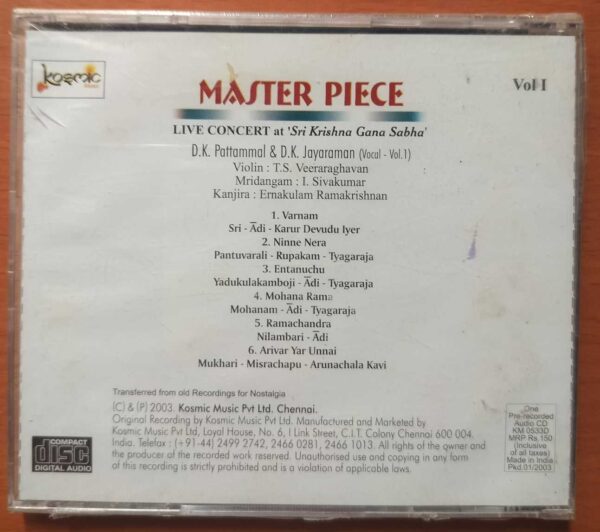 kosmic
music
MASTER PIECE
Vol I
LIVE CONCERT at 'Sri Krishna Gana Sabha'
D.K. Pattammal & D.K. Jayaraman (Vocal - Vol.1)
Violin : T.S. Veeraraghavan
Mridangam : I. Sivakumar
Kanjira : Ernakulam Ramakrishnan
1. Varnam
Sri - Ādi - Karur Devudu Iyer
2. Ninne Nera
Pantuvarali - Rupakam - Tyagaraja
3. Entanuchu
Yadukulakamboji - Ādi - Tyagaraja
4. Mohana Rama
Mohanam - Ādi - Tyagaraja
5. Ramachandra
Nilambari - Ādi
6. Arivar Yar Unnai
Mukhari - Misrachapu - Arunachala Kavi
Transferred from old Recordings for Nostalgia
(C) & (P) 2003. Kosmic Music Pvt Ltd. Chennai.
Original Recording by Kosmic Music Pvt Ltd. Manufactured and Marketed by
Kosmic Music Pvt Ltd, Loyal House, No. 6, I Link Street, C.I.T. Colony Chennai 600 004.
India. Telefax : (+91-44) 2499 2742, 2466 0281, 2466 1013. All rights of the owner and
the producer of the recorded work reserved. Unauthorised use and copying in any form
of this recording is strictly prohibited and is a violation of applicable laws.
COMPACT
disc
DIGITAL AUDIO
One
Pre-recorded
Audio CD
KM 0533D
MRP Rs.150
(Inclusive
of all taxes)
Made in India
Pkd.01/2003